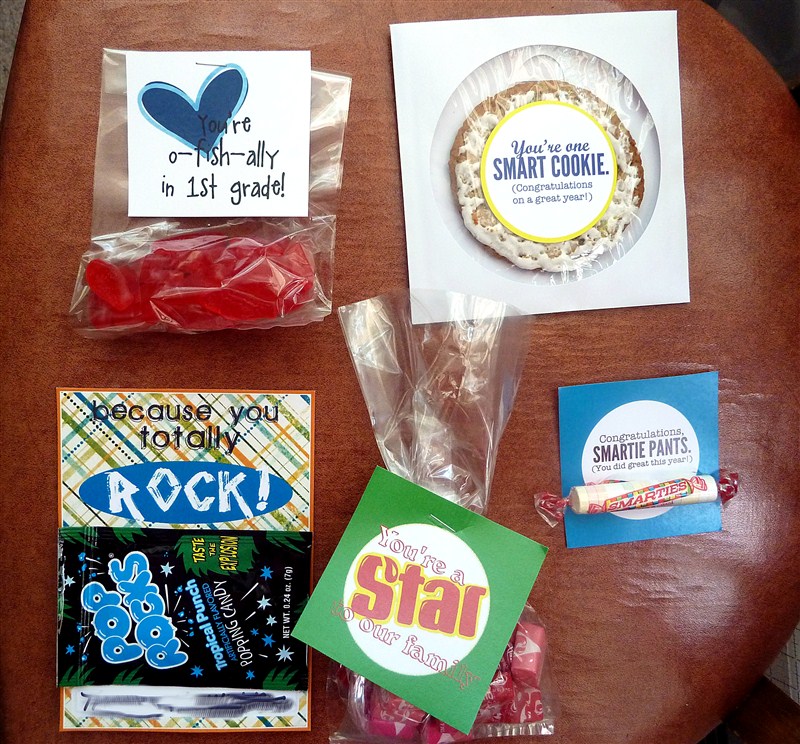 You're
o-fish-ally
in 1st grade!
You're one
SMART COOKIE.
(Congratulations
on a great year!)
because you
totally
ROCK!
POP
ROCKS
®
TASTE
THE
EXPLOSION
Tropical Punch
ARTIFICIALLY FLAVORED
POPPING CANDY
NET WT. 0.24 oz. (7g)
You're a
Star
to our family
Congratulations,
SMARTIE PANTS.
(You did great this year!)
SMARTIES